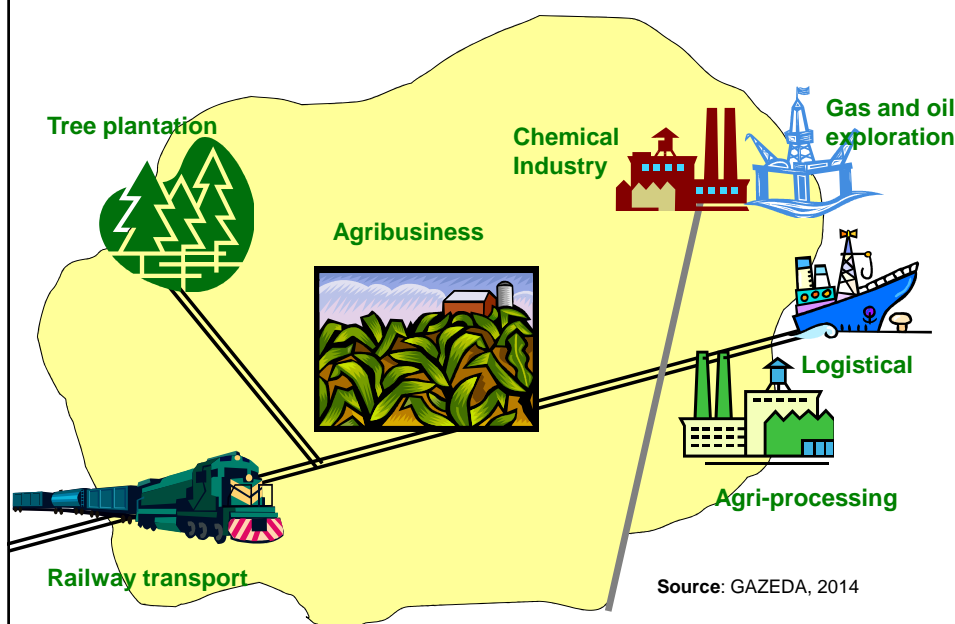 Tree plantation
Chemical
Industry
Gas and oil
exploration
Agribusiness
Logistical
Agri-processing
Railway transport
Source: GAZEDA, 2014